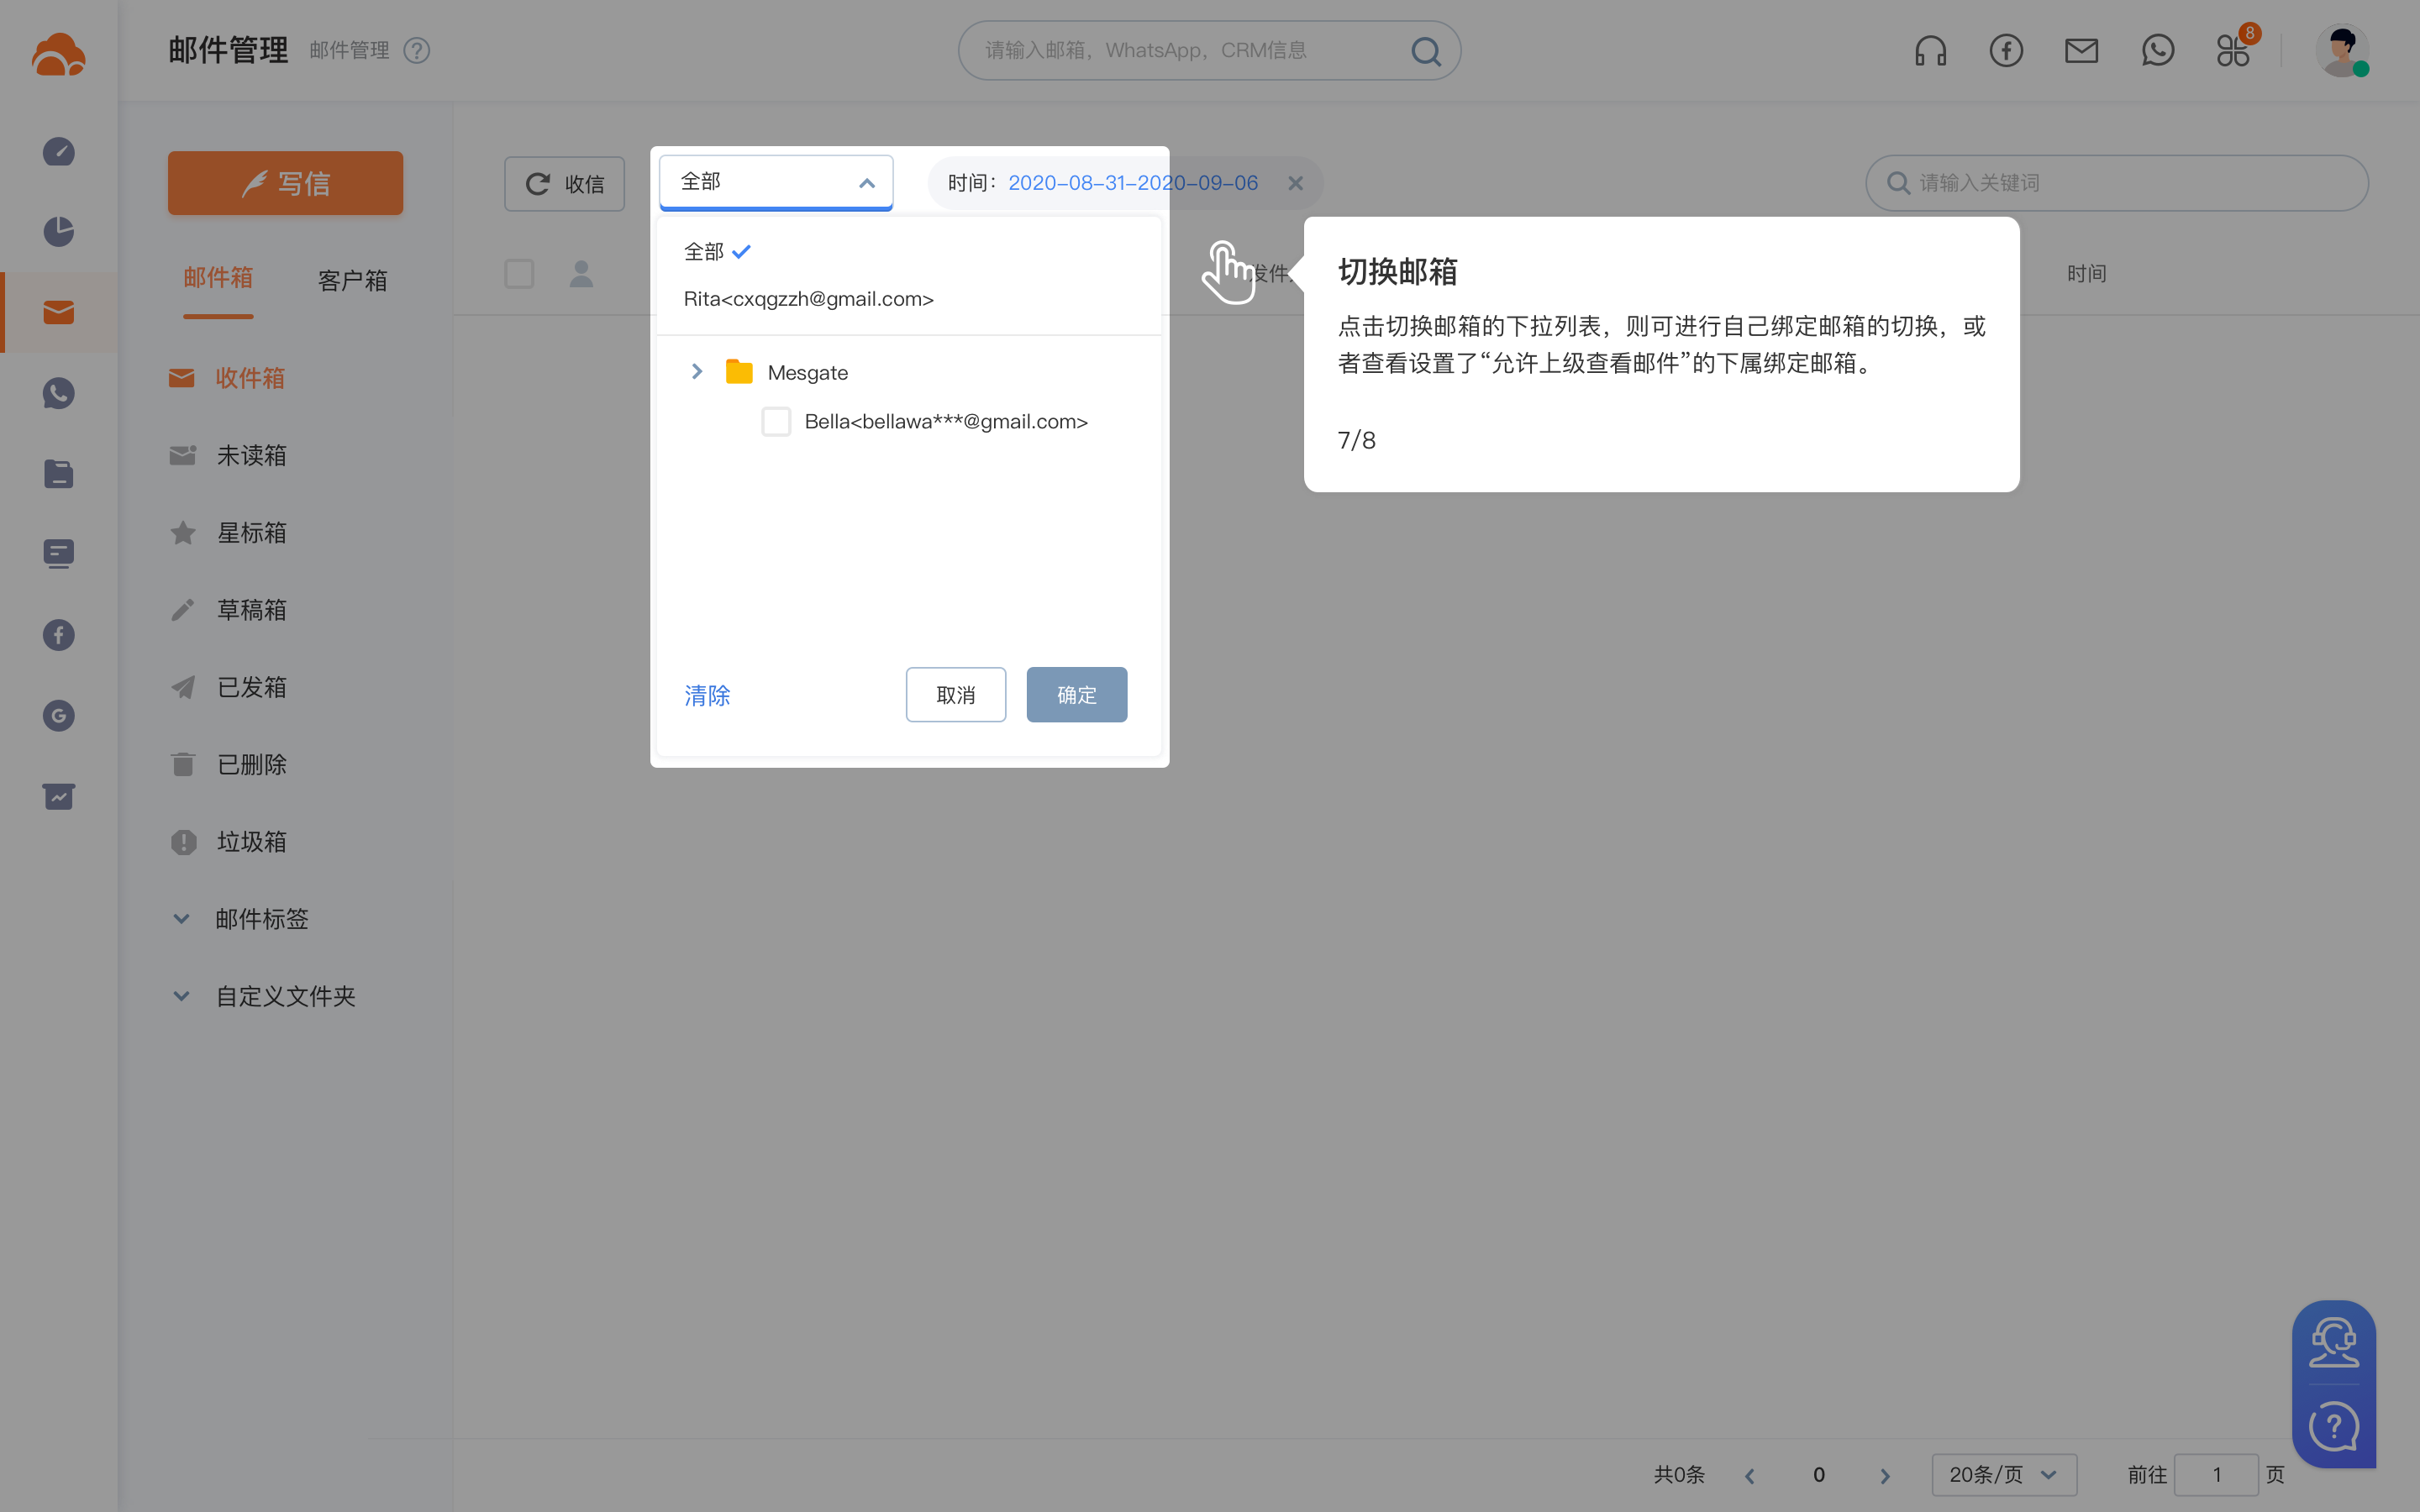 邮件管理 邮件管理
请输入邮箱，WhatsApp，CRM信息
8
写信
收信
全部
时间：2020-08-31-2020-09-06
请输入关键词
邮件箱 客户箱
全部
Rita<cxqgzzh@gmail.com>
Mesgate
Bella<bellawa***@gmail.com>
清除 取消 确定
发件
时间
切换邮箱
点击切换邮箱的下拉列表，则可进行自己绑定邮箱的切换，或
者查看设置了“允许上级查看邮件”的下属绑定邮箱。
7/8
收件箱
未读箱
星标箱
草稿箱
已发箱
已删除
垃圾箱
邮件标签
自定义文件夹
共0条 0 20条/页 前往 1 页